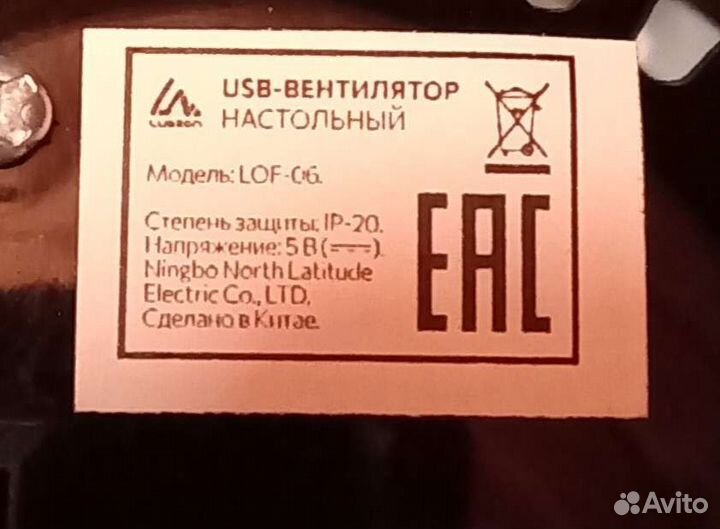 USB-ВЕНТИЛЯТОР
НАСТОЛЬНЫЙ
LUAZON
Модель: LOF-06.
Степень защиты: IP-20.
Напряжение: 5 В (⎓).
Ningbo North Latitude
Electric Co., LTD.
Сделано в Китае.
EAC
Avito